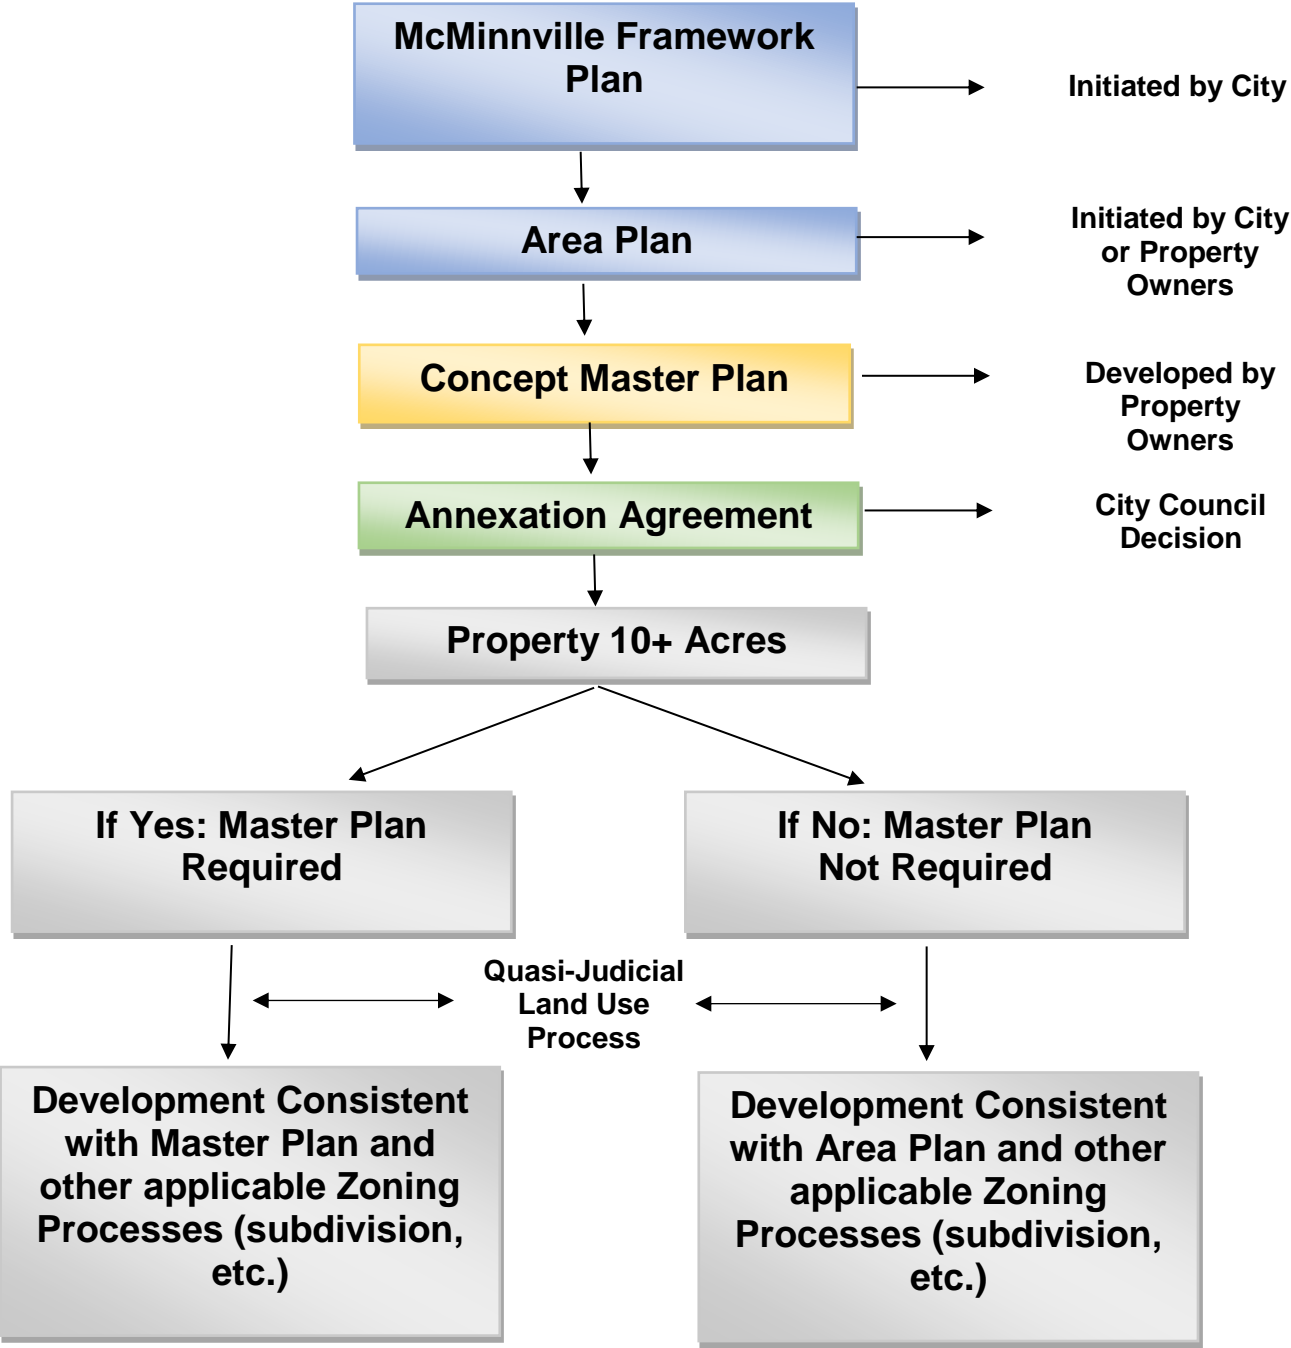 McMinnville Framework
Plan
Initiated by City
Area Plan
Initiated by City
or Property
Owners
Concept Master Plan
Developed by
Property
Owners
Annexation Agreement
City Council
Decision
Property 10+ Acres
If Yes: Master Plan
Required
If No: Master Plan
Not Required
Quasi-Judicial
Land Use
Process
Development Consistent
with Master Plan and
other applicable Zoning
Processes (subdivision,
etc.)
Development Consistent
with Area Plan and other
applicable Zoning
Processes (subdivision,
etc.)